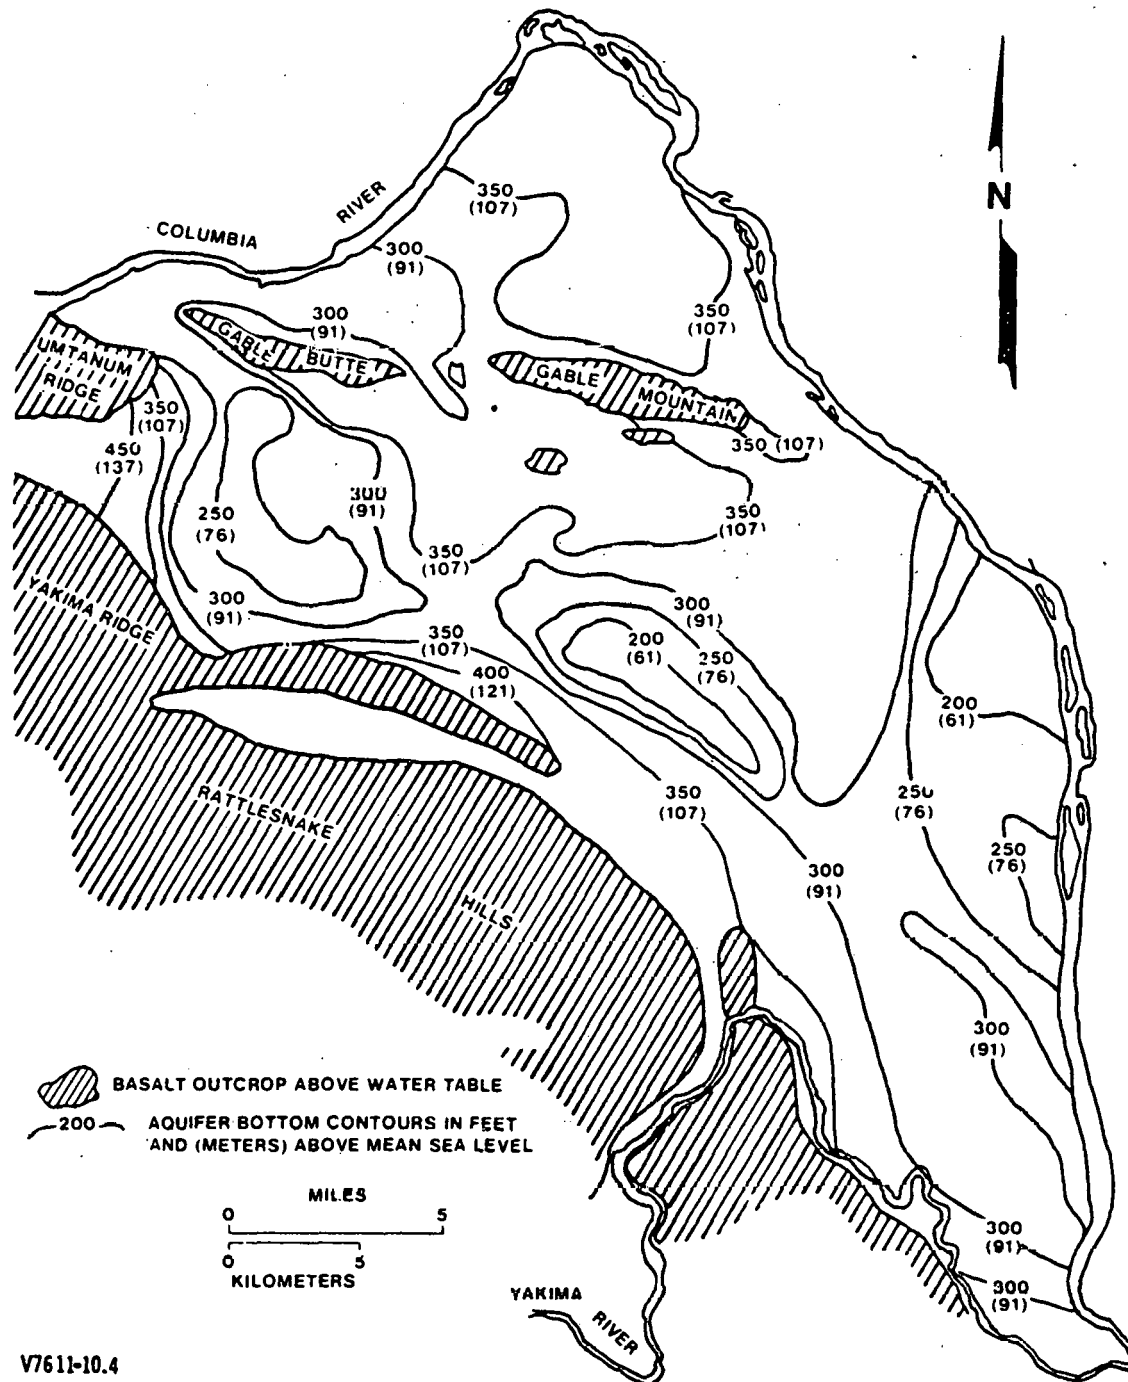 350
(107)
N
RIVER
COLUMBIA
300
(91)
300
(91)
350
(107)
GABLE
BUTTE
UMTANUM
RIDGE
GABLE
MOUNTAIN
350
(107)
350 (107)
450
(137)
300
(91)
250
(76)
350
(107)
350
(107)
YAKIMA RIDGE
300
(91)
300
(91)
350
(107)
200
(61)
250
(76)
400
(121)
200
(61)
RATTLESNAKE
HILLS
350
(107)
250
(76)
250
(76)
300
(91)
300
(91)
BASALT OUTCROP ABOVE WATER TABLE
200 AQUIFER BOTTOM CONTOURS IN FEET
AND (METERS) ABOVE MEAN SEA LEVEL
MILES
0 5
0 5
KILOMETERS
300
(91)
300
(91)
YAKIMA
RIVER
V7611-10.4